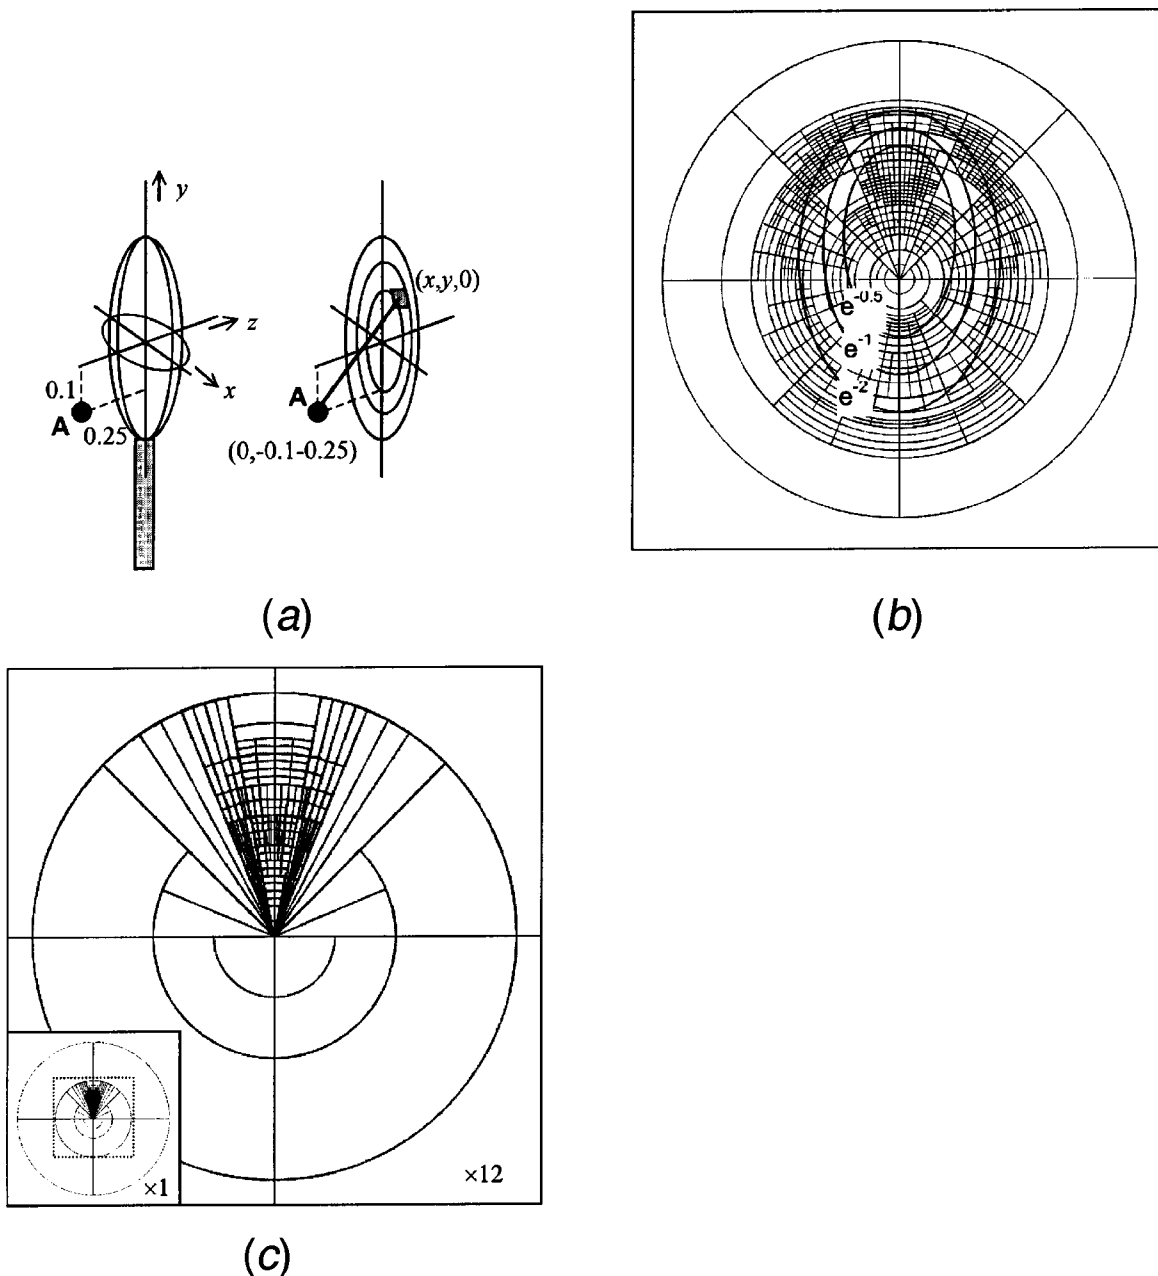 y
z
x
0.1
A
0.25
(x,y,0)
A
(0,-0.1-0.25)
(a)
e-0.5
e-1
e-2
(b)
×1
×12
(c)